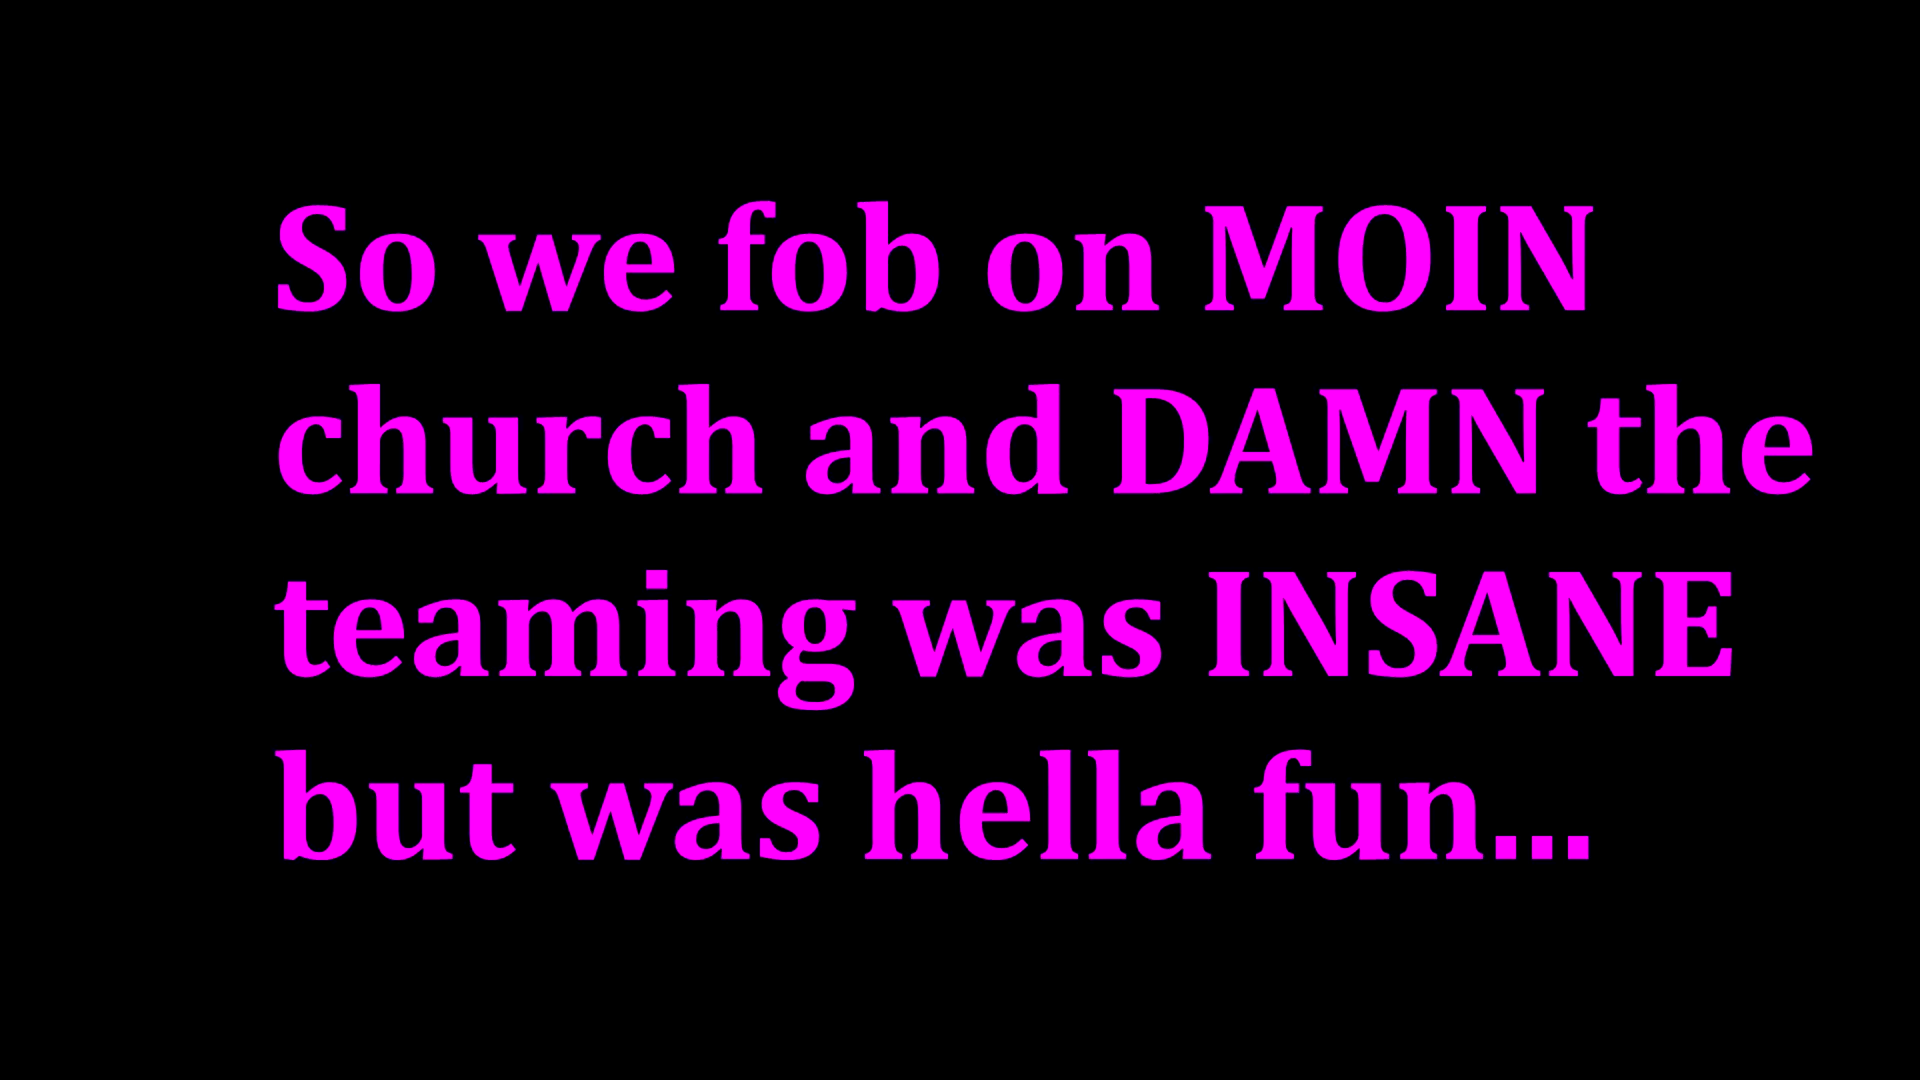 So we fob on MOIN
church and DAMN the
teaming was INSANE
but was hella fun...